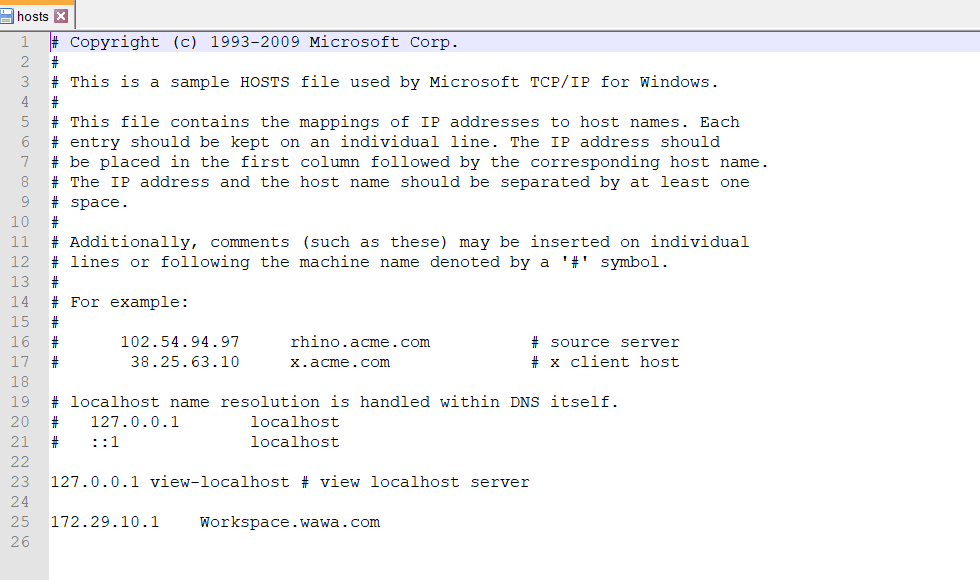 hosts
1 # Copyright (c) 1993-2009 Microsoft Corp.
2 #
3 # This is a sample HOSTS file used by Microsoft TCP/IP for Windows.
4 #
5 # This file contains the mappings of IP addresses to host names. Each
6 # entry should be kept on an individual line. The IP address should
7 # be placed in the first column followed by the corresponding host name.
8 # The IP address and the host name should be separated by at least one
9 # space.
10 #
11 # Additionally, comments (such as these) may be inserted on individual
12 # lines or following the machine name denoted by a '#' symbol.
13 #
14 # For example:
15 #
16 #      102.54.94.97     rhino.acme.com          # source server
17 #       38.25.63.10     x.acme.com              # x client host
18
19 # localhost name resolution is handled within DNS itself.
20 #   127.0.0.1       localhost
21 #   ::1             localhost
22
23 127.0.0.1 view-localhost # view localhost server
24
25 172.29.10.1    Workspace.wawa.com
26